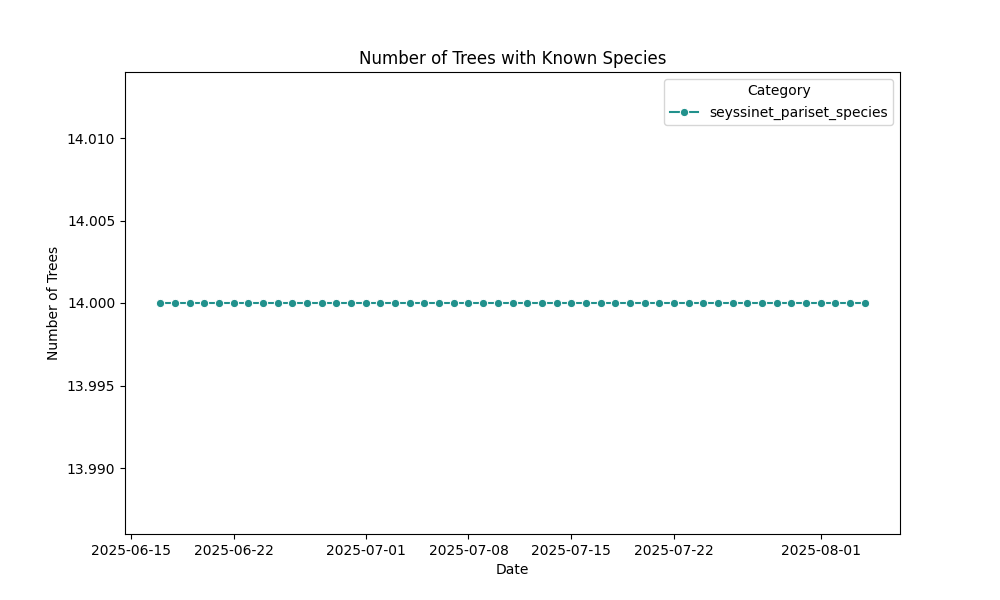 Number of Trees with Known Species
Category
seyssinet_pariset_species
14.010
14.005
14.000
13.995
13.990
Number of Trees
2025-06-15 2025-06-22 2025-07-01 2025-07-08 2025-07-15 2025-07-22 2025-08-01
Date